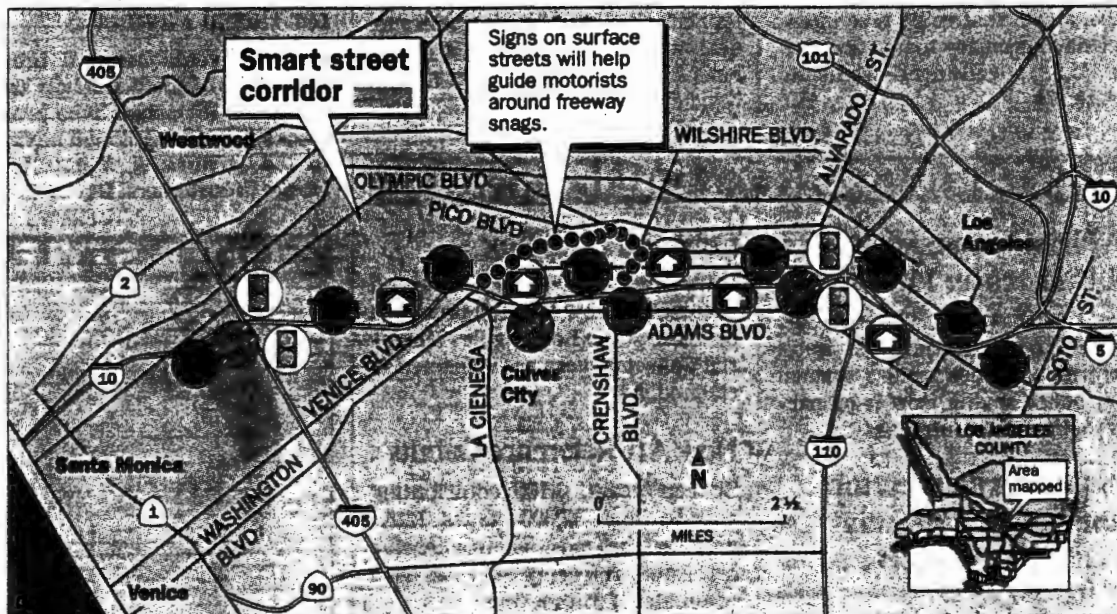 405
Smart street
corridor
Signs on surface
streets will help
guide motorists
around freeway
snags.
101
ALVARADO ST.
Westwood
WILSHIRE BLVD.
OLYMPIC BLVD.
PICO BLVD.
10
Los
Angeles
2
SOTO ST.
ADAMS BLVD.
5
10
VENICE BLVD.
LA CIENEGA
Culver
City
CRENSHAW
BLVD.
110
LOS ANGELES
COUNTY
Area
mapped
Santa Monica
N
1
WASHINGTON
BLVD.
405
0
2 ½
MILES
90
Venice